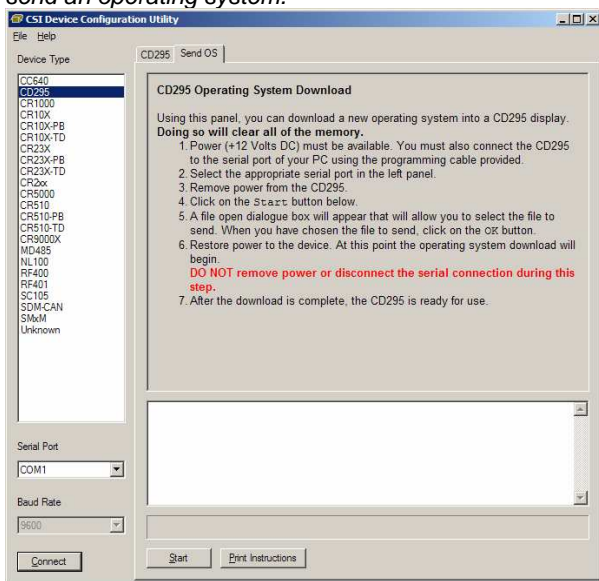 send an operating system.
CSI Device Configuration Utility
File Help
Device Type
CC640
CD295
CR1000
CR10X
CR10X-PB
CR10X-TD
CR23X
CR23X-PB
CR23X-TD
CR2xx
CR5000
CR510
CR510-PB
CR510-TD
CR9000X
MD485
NL100
RF400
RF401
SC105
SDM-CAN
SMxM
Unknown
Serial Port
COM1
Baud Rate
9600
Connect
CD295 Send OS
CD295 Operating System Download
Using this panel, you can download a new operating system into a CD295 display.
Doing so will clear all of the memory.
1. Power (+12 Volts DC) must be available. You must also connect the CD295
to the serial port of your PC using the programming cable provided.
2. Select the appropriate serial port in the left panel.
3. Remove power from the CD295.
4. Click on the Start button below.
5. A file open dialogue box will appear that will allow you to select the file to
send. When you have chosen the file to send, click on the OK button.
6. Restore power to the device. At this point the operating system download will
begin.
DO NOT remove power or disconnect the serial connection during this
step.
7. After the download is complete, the CD295 is ready for use.
Start Print Instructions